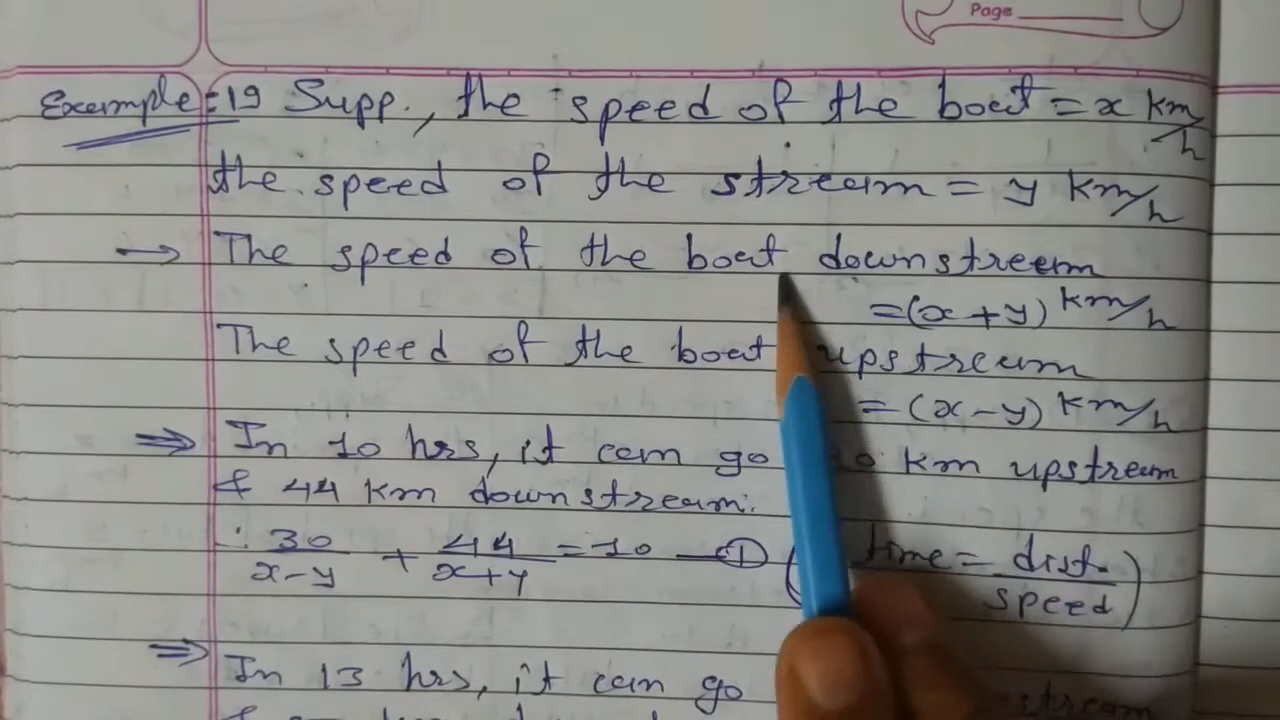 Page
Example:19 Supp., the speed of the boat = x km/h
the speed of the stream = y km/h
→ The speed of the boat downstream
= (x+y) km/h
The speed of the boat upstream
= (x-y) km/h
⇒ In 10 hrs, it can go 30 km upstream
& 44 km downstream.
∴ 30/x-y + 44/x+y = 10 —① ( time = dist./speed )
⇒ In 13 hrs, it can go